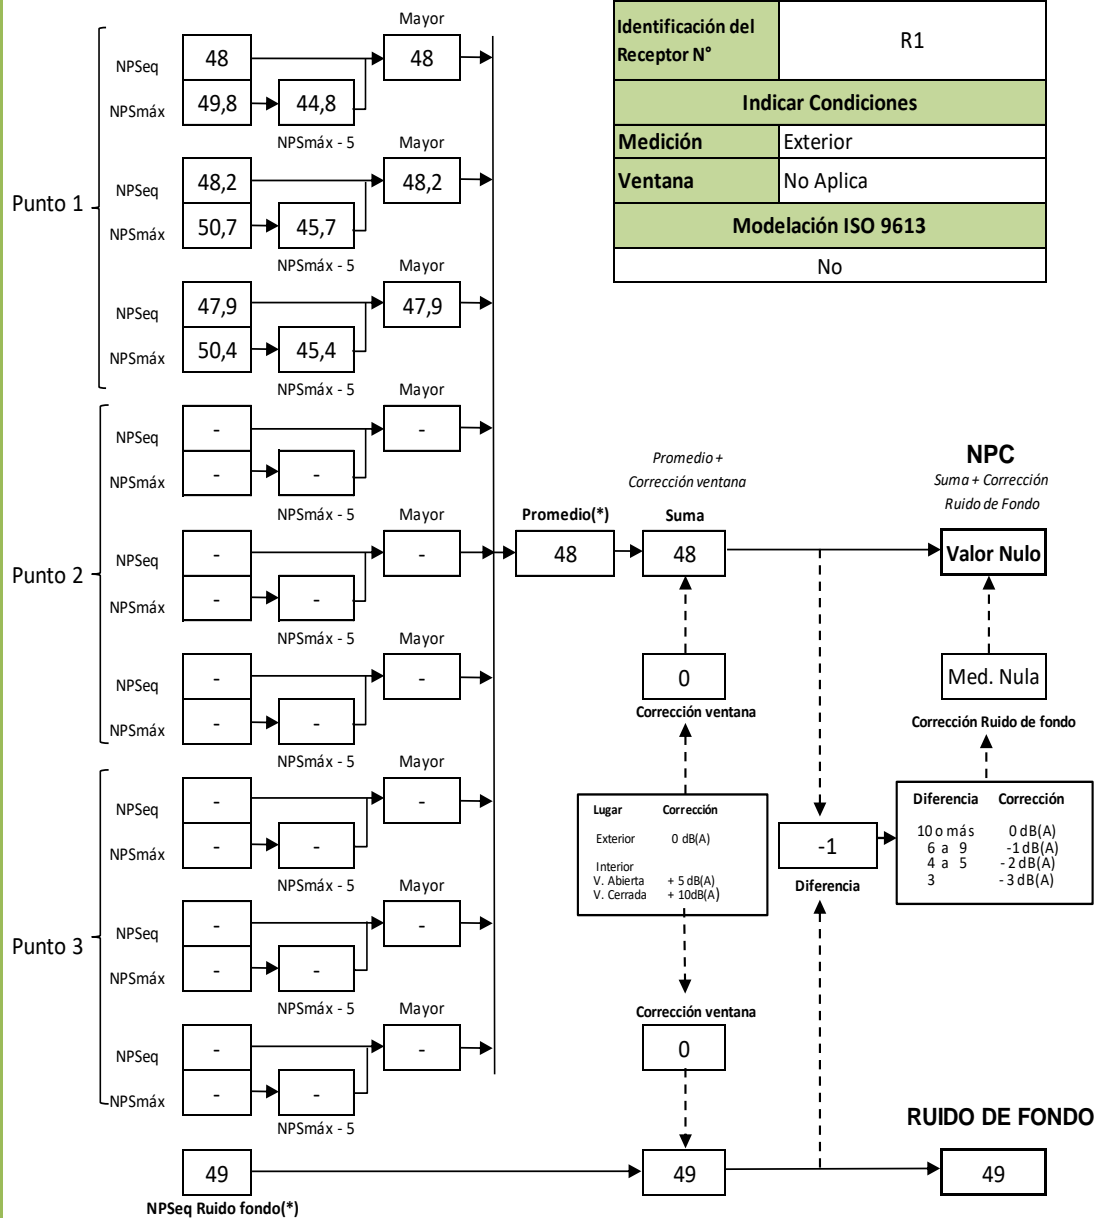 Identificación del Receptor N°
R1
Indicar Condiciones
Medición
Exterior
Ventana
No Aplica
Modelación ISO 9613
No
Punto 1
Mayor
NPSeq
48
48
NPSmáx
49,8
44,8
NPSmáx - 5
Mayor
NPSeq
48,2
48,2
NPSmáx
50,7
45,7
NPSmáx - 5
Mayor
NPSeq
47,9
47,9
NPSmáx
50,4
45,4
NPSmáx - 5
Punto 2
Mayor
NPSeq
-
-
NPSmáx
-
-
NPSmáx - 5
Mayor
NPSeq
-
-
NPSmáx
-
-
NPSmáx - 5
Mayor
NPSeq
-
-
NPSmáx
-
-
NPSmáx - 5
Punto 3
Mayor
NPSeq
-
-
NPSmáx
-
-
NPSmáx - 5
NPSeq
-
-
NPSmáx
-
-
NPSmáx - 5
Mayor
NPSeq
-
-
NPSmáx
-
-
NPSmáx - 5
Promedio(*)
48
Promedio +
Corrección ventana
Suma
48
0
Corrección ventana
Lugar Corrección
Exterior 0 dB(A)
Interior
V. Abierta + 5 dB(A)
V. Cerrada + 10dB(A)
Corrección ventana
0
NPC
Suma + Corrección
Ruido de Fondo
Valor Nulo
Med. Nula
Corrección Ruido de fondo
Diferencia Corrección
10 o más 0 dB(A)
6 a 9 -1 dB(A)
4 a 5 - 2 dB(A)
3 - 3 dB(A)
-1
Diferencia
RUIDO DE FONDO
49
49
49
NPSeq Ruido fondo(*)